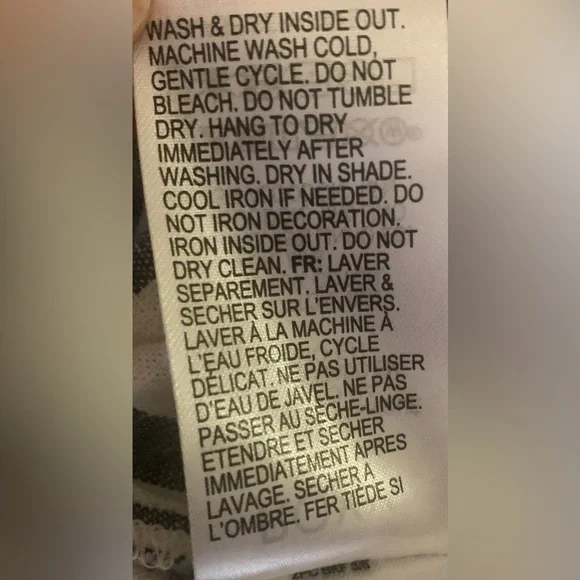 WASH & DRY INSIDE OUT.
MACHINE WASH COLD,
GENTLE CYCLE. DO NOT
BLEACH. DO NOT TUMBLE
DRY. HANG TO DRY
IMMEDIATELY AFTER
WASHING. DRY IN SHADE.
COOL IRON IF NEEDED. DO
NOT IRON DECORATION.
IRON INSIDE OUT. DO NOT
DRY CLEAN. FR: LAVER
SEPAREMENT. LAVER &
SECHER SUR L'ENVERS.
LAVER À LA MACHINE À
L'EAU FROIDE, CYCLE
DÉLICAT. NE PAS UTILISER
D'EAU DE JAVEL. NE PAS
PASSER AU SÈCHE-LINGE.
ETENDRE ET SECHER
IMMEDIATEMENT APRES
LAVAGE. SECHER A
L'OMBRE. FER TIÈDE SI